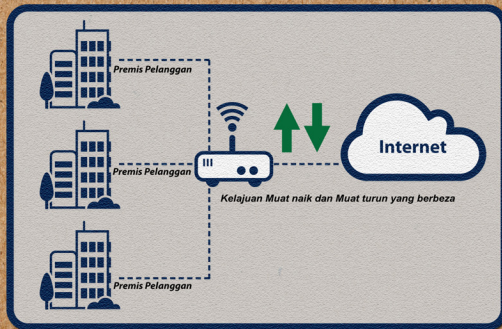 Premis Pelanggan
Premis Pelanggan
Internet
Kelajuan Muat naik dan Muat turun yang berbeza
Premis Pelanggan